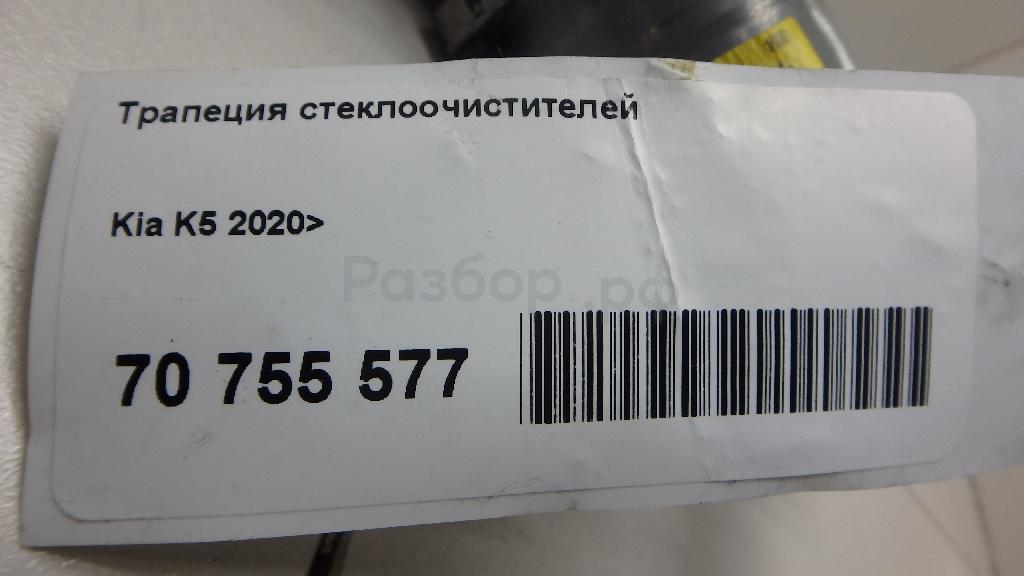 Трапеция стеклоочистителей
Kia K5 2020>
Разбор.рф
70 755 577